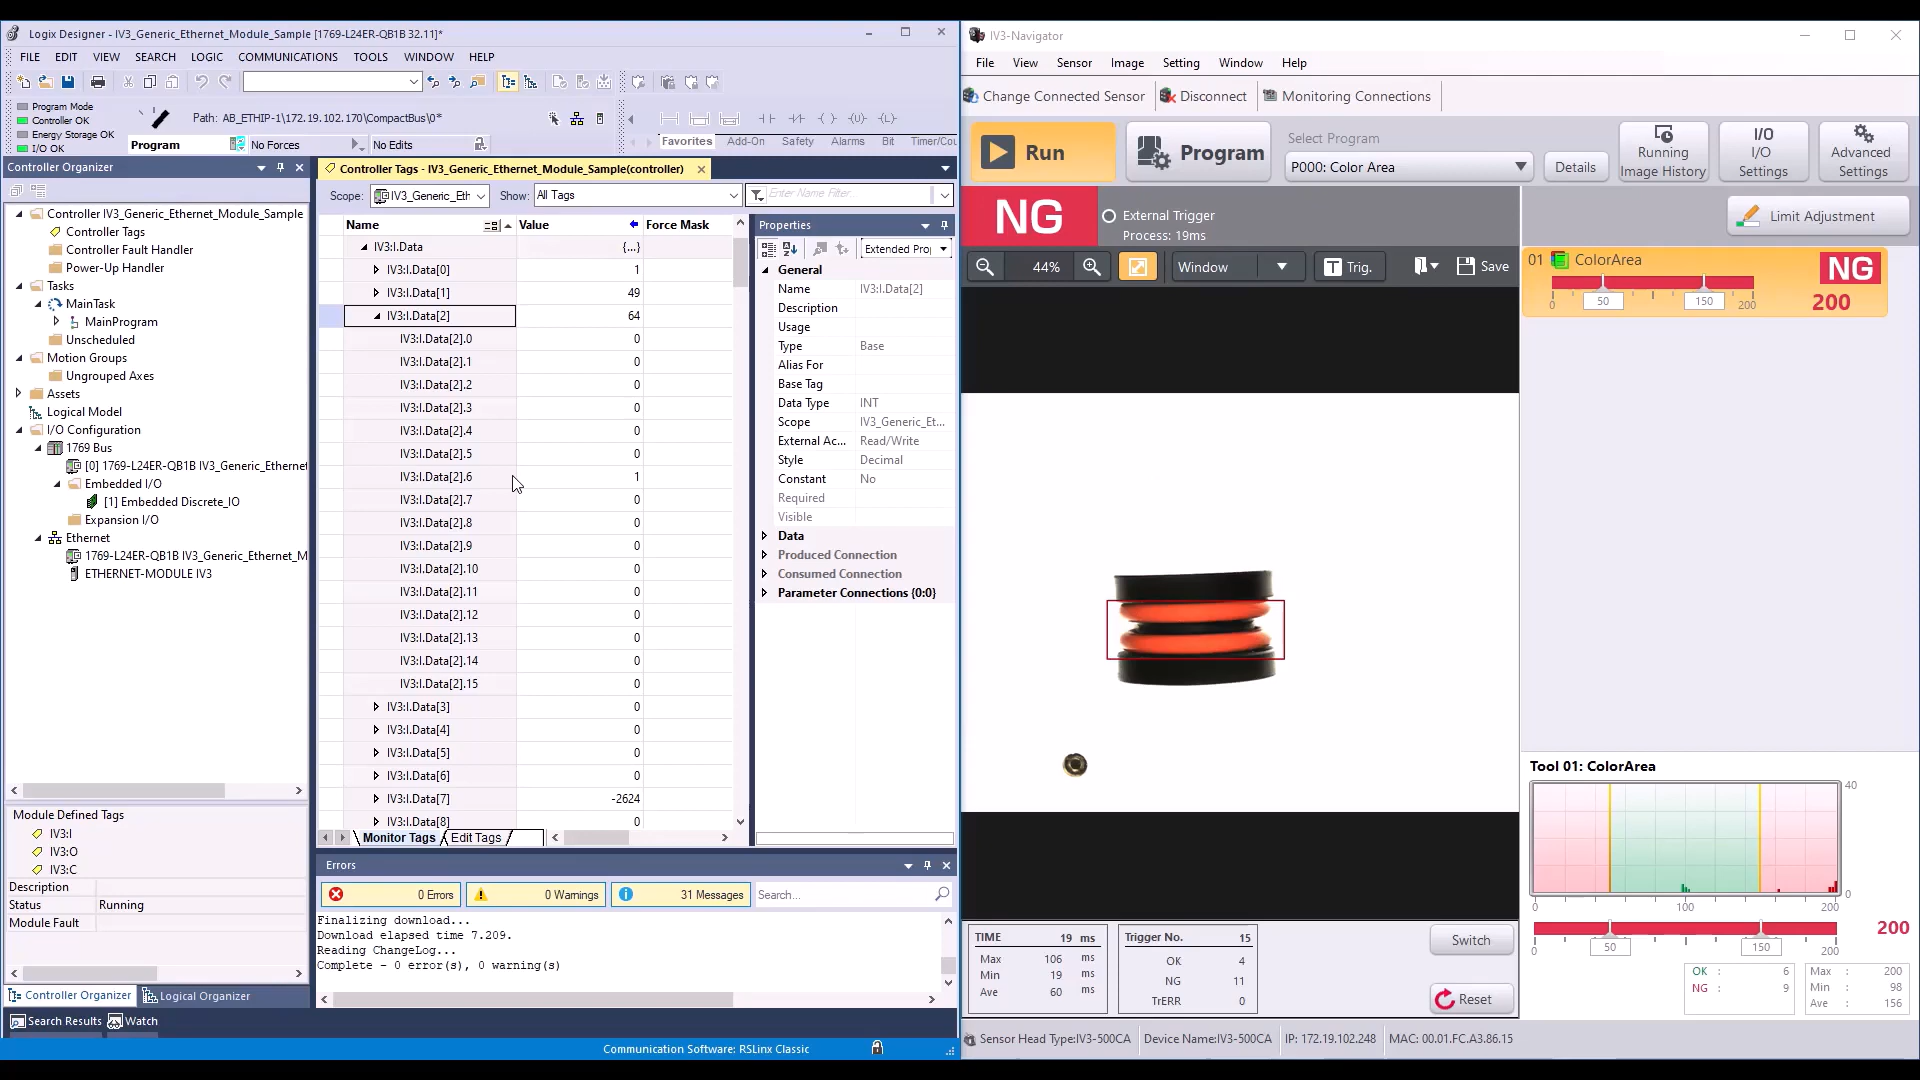 Logix Designer - IV3_Generic_Ethernet_Module_Sample [1769-L24ER-QB1B 32.11]*
FILE EDIT VIEW SEARCH LOGIC COMMUNICATIONS TOOLS WINDOW HELP
Program Mode
Controller OK
Energy Storage OK
I/O OK
Path: AB_ETHIP-1\172.19.102.170\CompactBus\0*
Program No Forces No Edits
Favorites Add-On Safety Alarms Bit Timer/Cou
Controller Organizer
Controller IV3_Generic_Ethernet_Module_Sample
Controller Tags
Controller Fault Handler
Power-Up Handler
Tasks
MainTask
MainProgram
Unscheduled
Motion Groups
Ungrouped Axes
Assets
Logical Model
I/O Configuration
1769 Bus
[0] 1769-L24ER-QB1B IV3_Generic_Ethernet
Embedded I/O
[1] Embedded Discrete_IO
Expansion I/O
Ethernet
1769-L24ER-QB1B IV3_Generic_Ethernet_M
ETHERNET-MODULE IV3
Module Defined Tags
IV3:I
IV3:O
IV3:C
Description
Status Running
Module Fault
Controller Organizer Logical Organizer
Search Results Watch
Controller Tags - IV3_Generic_Ethernet_Module_Sample(controller)
Scope: IV3_Generic_Eth Show: All Tags Enter Name Filter...
Name Value Force Mask
IV3:I.Data {...}
IV3:I.Data[0] 1
IV3:I.Data[1] 49
IV3:I.Data[2] 64
IV3:I.Data[2].0 0
IV3:I.Data[2].1 0
IV3:I.Data[2].2 0
IV3:I.Data[2].3 0
IV3:I.Data[2].4 0
IV3:I.Data[2].5 0
IV3:I.Data[2].6 1
IV3:I.Data[2].7 0
IV3:I.Data[2].8 0
IV3:I.Data[2].9 0
IV3:I.Data[2].10 0
IV3:I.Data[2].11 0
IV3:I.Data[2].12 0
IV3:I.Data[2].13 0
IV3:I.Data[2].14 0
IV3:I.Data[2].15 0
IV3:I.Data[3] 0
IV3:I.Data[4] 0
IV3:I.Data[5] 0
IV3:I.Data[6] 0
IV3:I.Data[7] -2624
IV3:I.Data[8] 0
Monitor Tags Edit Tags
Properties
Extended Proj
General
Name IV3:I.Data[2]
Description
Usage
Type Base
Alias For
Base Tag
Data Type INT
Scope IV3_Generic_Et...
External Ac... Read/Write
Style Decimal
Constant No
Required
Visible
Data
Produced Connection
Consumed Connection
Parameter Connections {0:0}
Errors
0 Errors 0 Warnings 31 Messages Search...
Finalizing download...
Download elapsed time 7.209.
Reading ChangeLog...
Complete - 0 error(s), 0 warning(s)
Communication Software: RSLinx Classic
IV3-Navigator
File View Sensor Image Setting Window Help
Change Connected Sensor Disconnect Monitoring Connections
Run Program
Select Program
P000: Color Area Details
Running
Image History
I/O
I/O
Settings
Advanced
Settings
NG
External Trigger
Process: 19ms
Limit Adjustment
44% Window Trig. Save
01 ColorArea NG
0 50 150 200 200
Tool 01: ColorArea
40
0
0 100 200
0 50 150 200 200
OK : 6
NG : 9
Max : 200
Min : 98
Ave : 156
TIME 19 ms
Max 106 ms
Min 19 ms
Ave 60 ms
Trigger No. 15
OK 4
NG 11
TrERR 0
Switch
Reset
Sensor Head Type:IV3-500CA Device Name:IV3-500CA IP: 172.19.102.248 MAC: 00.01.FC.A3.86.15